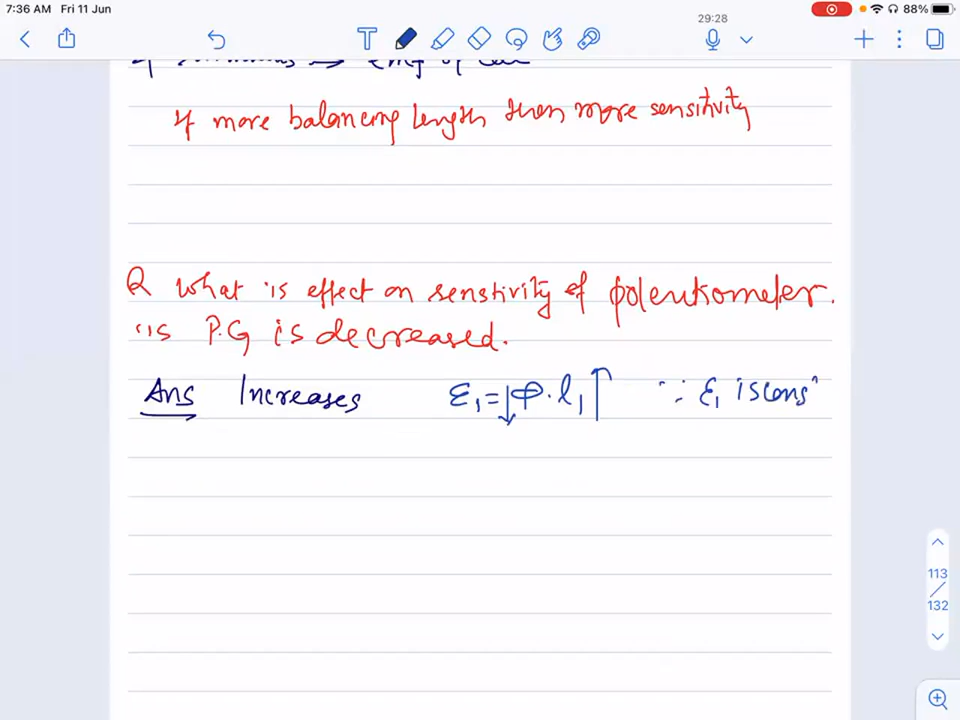 7:36 AM Fri 11 Jun
88%
29:28
If more balancing length then more sensitivity
Q What is effect on senstivity of potentiometer.
is P.G is decreased.
Ans Increases ε₁ = ↓Φ·l₁↑ ∵ ε₁ is cons
113
132